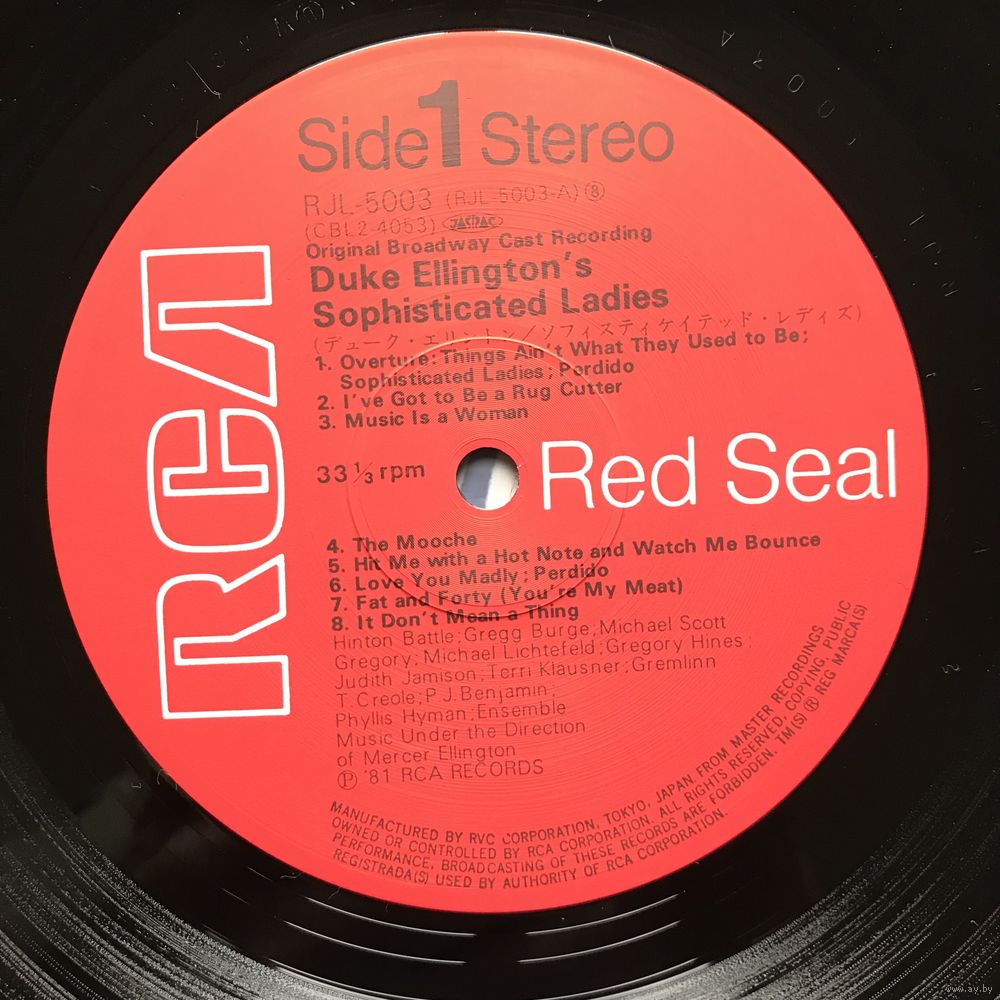 Side 1 Stereo
RJL-5003 (RJL-5003-A) ⑧
(CBL2-4053) JASRAC
Original Broadway Cast Recording
Duke Ellington's
Sophisticated Ladies
(デューク・エリントン/ソフィスティケイテッド・レディズ)
1. Overture: Things Ain't What They Used to Be;
Sophisticated Ladies; Perdido
2. I've Got to Be a Rug Cutter
3. Music Is a Woman
33 1/3 rpm
RCA
Red Seal
4. The Mooche
5. Hit Me with a Hot Note and Watch Me Bounce
6. Love You Madly; Perdido
7. Fat and Forty (You're My Meat)
8. It Don't Mean a Thing
Hinton Battle; Gregg Burge; Michael Scott
Gregory; Michael Lichtefeld; Gregory Hines;
Judith Jamison; Terri Klausner; Gremlinn
T. Creole; P.J. Benjamin;
Phyllis Hyman; Ensemble
Music Under the Direction
of Mercer Ellington
Ⓟ '81 RCA RECORDS
MANUFACTURED BY RVC CORPORATION, TOKYO, JAPAN, FROM MASTER RECORDINGS
OWNED OR CONTROLLED BY RCA CORPORATION. ALL RIGHTS RESERVED, COPYING, PUBLIC
PERFORMANCE, BROADCASTING OF THESE RECORDS ARE FORBIDDEN. TM(S) ® REG MARCA(S)
REGISTRADA(S) USED BY AUTHORITY OF RCA CORPORATION.
www.ay.by